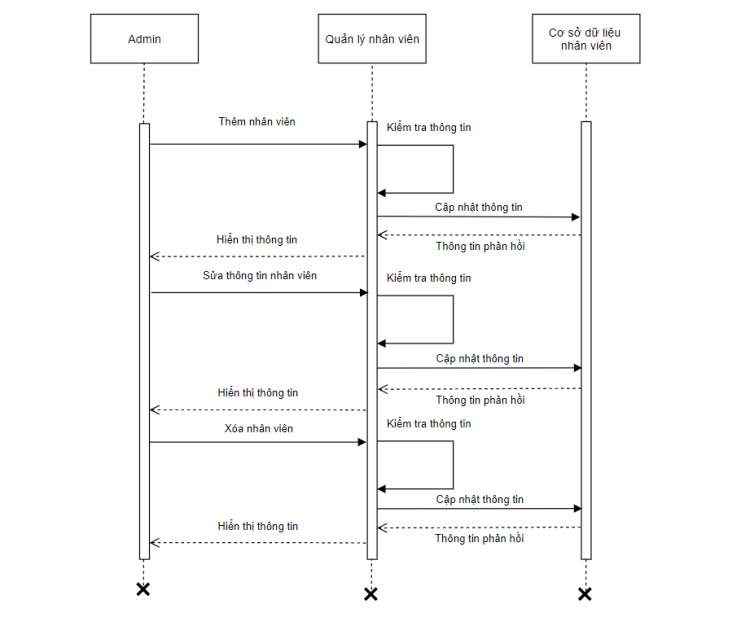 Admin
Quản lý nhân viên
Cơ sở dữ liệu
nhân viên
Thêm nhân viên
Kiểm tra thông tin
Cập nhật thông tin
Hiển thị thông tin
Thông tin phản hồi
Sửa thông tin nhân viên
Kiểm tra thông tin
Cập nhật thông tin
Hiển thị thông tin
Thông tin phản hồi
Xóa nhân viên
Kiểm tra thông tin
Cập nhật thông tin
Hiển thị thông tin
Thông tin phản hồi